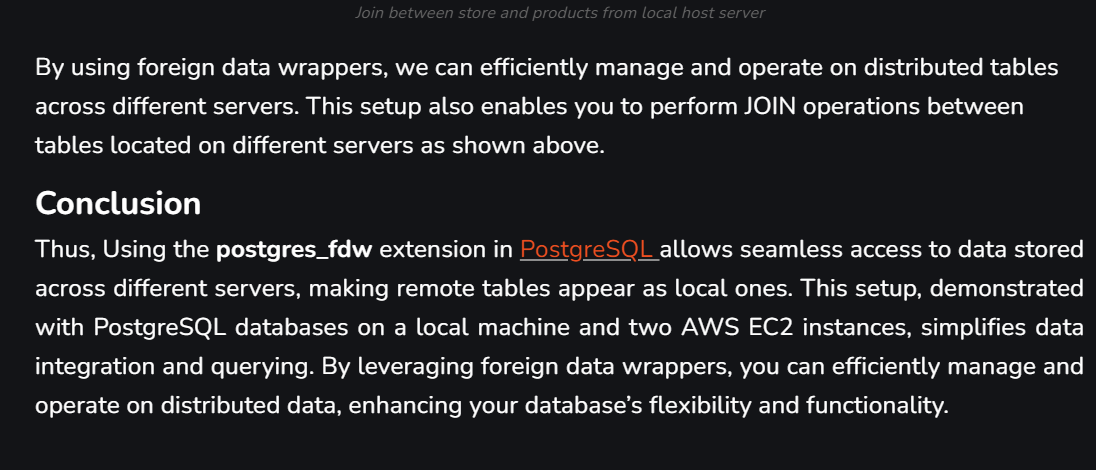 Join between store and products from local host server
By using foreign data wrappers, we can efficiently manage and operate on distributed tables
across different servers. This setup also enables you to perform JOIN operations between
tables located on different servers as shown above.
Conclusion
Thus, Using the postgres_fdw extension in PostgreSQL allows seamless access to data stored
across different servers, making remote tables appear as local ones. This setup, demonstrated
with PostgreSQL databases on a local machine and two AWS EC2 instances, simplifies data
integration and querying. By leveraging foreign data wrappers, you can efficiently manage and
operate on distributed data, enhancing your database’s flexibility and functionality.